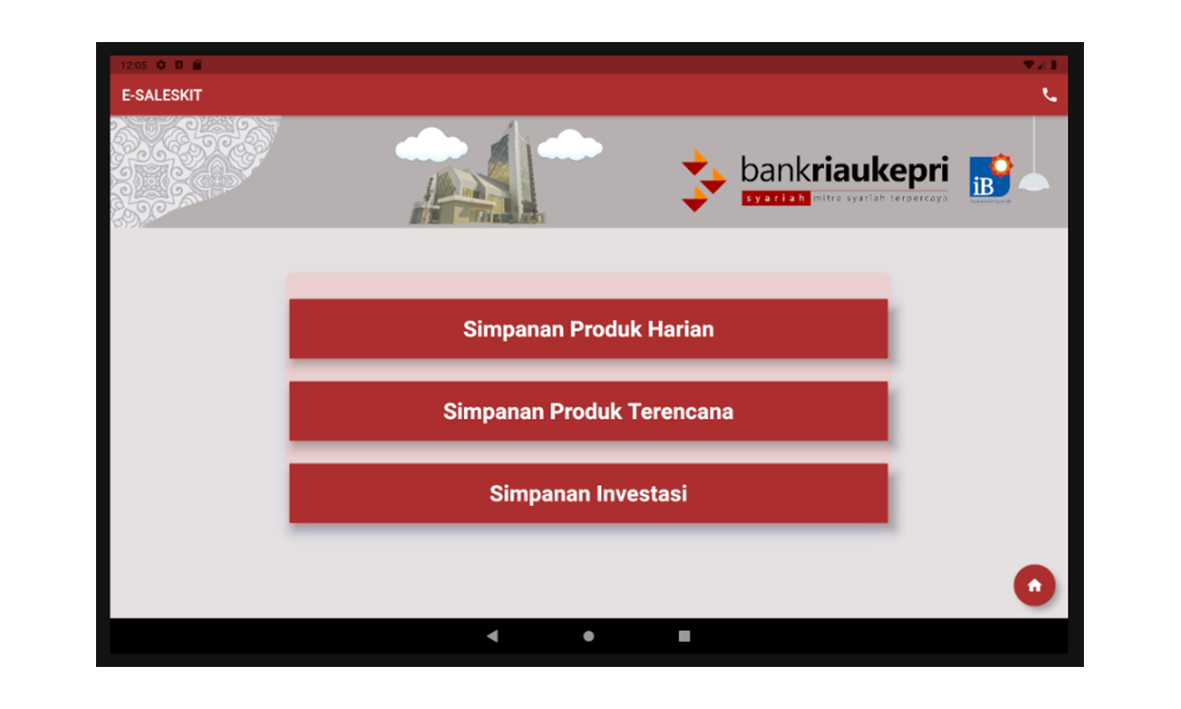 12:05
E-SALESKIT
bankriaukepri
syariah mitra syariah terpercaya
iB
Simpanan Produk Harian
Simpanan Produk Terencana
Simpanan Investasi